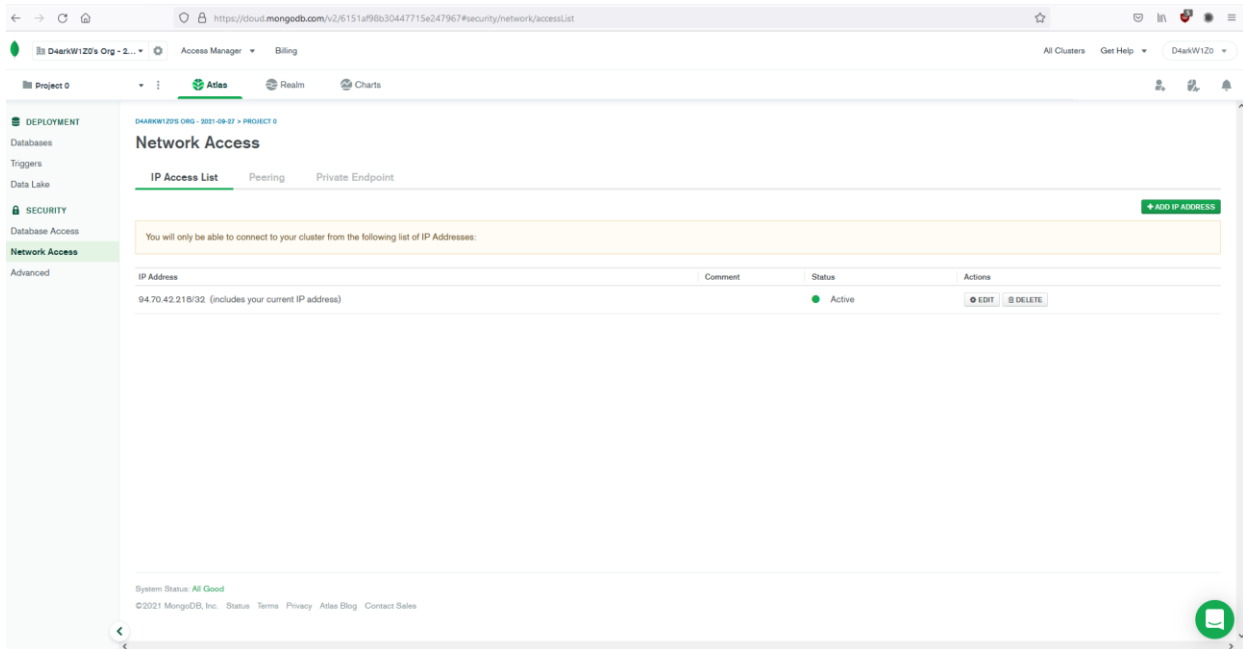 https://cloud.mongodb.com/v2/6151af98b30447715e247967#security/network/accessList
D4arkW1Z0's Org - 2...
Access Manager
Billing
All Clusters
Get Help
D4arkW1Z0
Project 0
Atlas
Realm
Charts
DEPLOYMENT
Databases
Triggers
Data Lake
SECURITY
Database Access
Network Access
Advanced
D4ARKW1Z0'S ORG - 2021-09-27 > PROJECT 0
Network Access
IP Access List
Peering
Private Endpoint
+ ADD IP ADDRESS
You will only be able to connect to your cluster from the following list of IP Addresses:
IP Address Comment Status Actions
94.70.42.218/32 (includes your current IP address) Active EDIT DELETE
System Status: All Good
©2021 MongoDB, Inc. Status Terms Privacy Atlas Blog Contact Sales